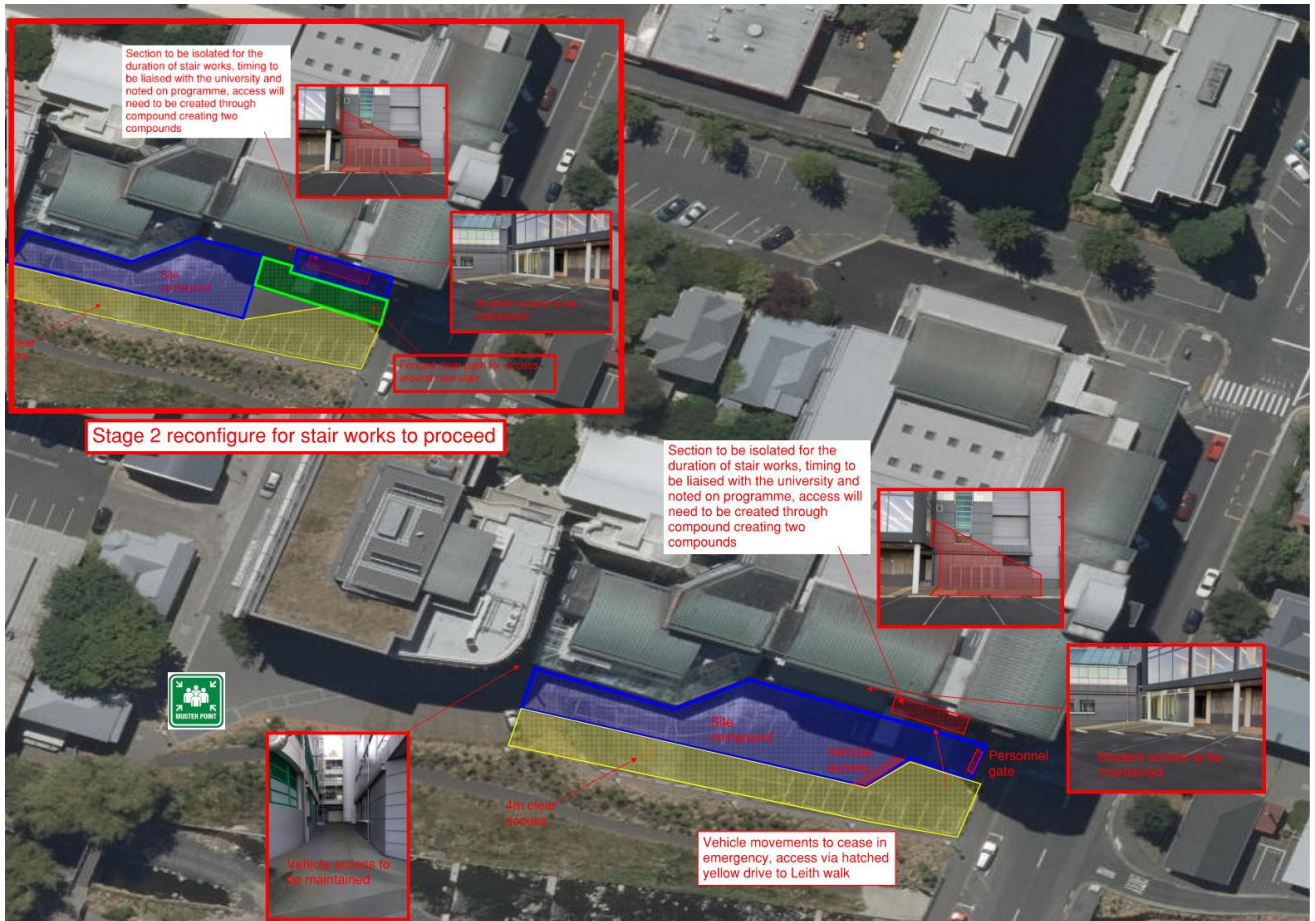 Section to be isolated for the
duration of stair works, timing to
be liaised with the university and
noted on programme, access will
need to be created through
compound creating two
compounds
Site
compound
Student access to be
maintained
clear
Fenced clear path for access
around new stair
Stage 2 reconfigure for stair works to proceed
Section to be isolated for the
duration of stair works, timing to
be liaised with the university and
noted on programme, access will
need to be created through
compound creating two
compounds
MUSTER POINT
Site
compound
Vehicle
access
Personnel
gate
Student access to be
maintained
4m clear
access
Vehicle access to
be maintained
Vehicle movements to cease in
emergency, access via hatched
yellow drive to Leith walk